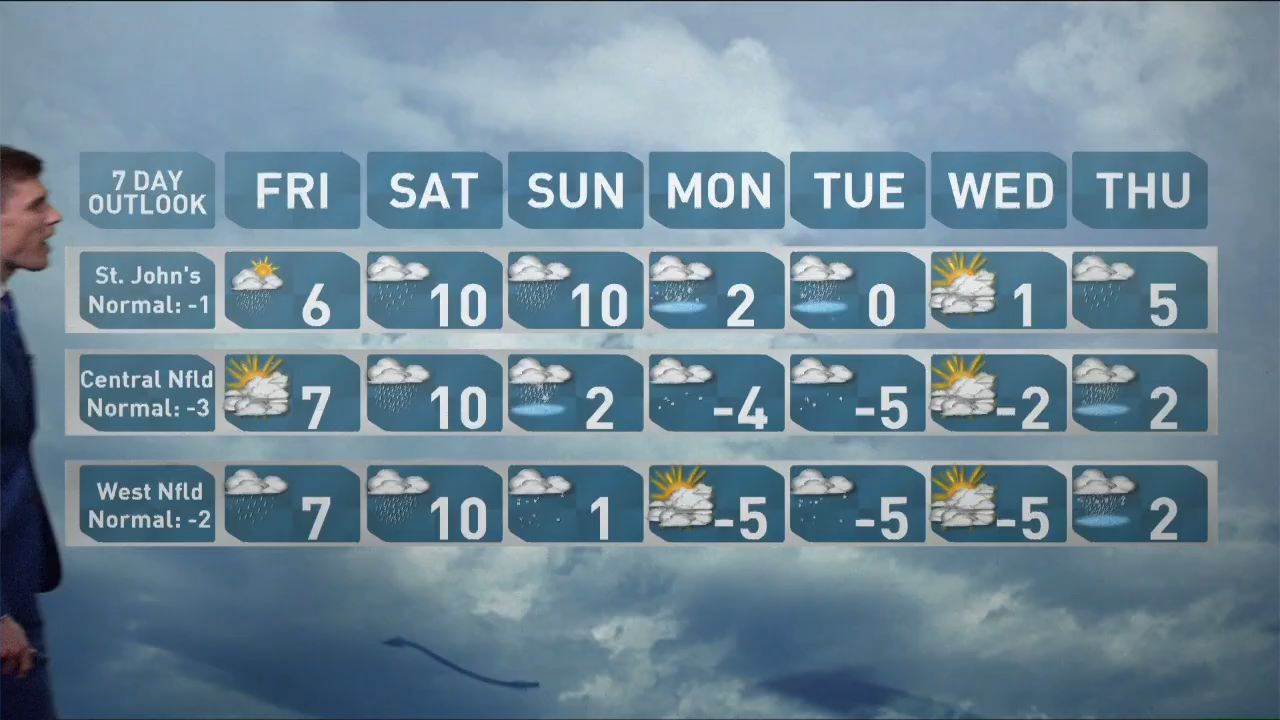 7 DAY OUTLOOK FRI SAT SUN MON TUE WED THU
St. John's
Normal: -1 6 10 10 2 0 1 5
Central Nfld
Normal: -3 7 10 2 -4 -5 -2 2
West Nfld
Normal: -2 7 10 1 -5 -5 -5 2